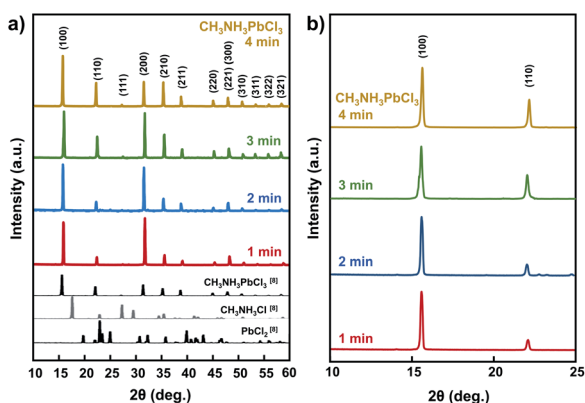 a)
CH3NH3PbCl3
4 min
(100)
(110)
(111)
(200)
(210)
(211)
(220)
(221) (300)
(310)
(311)
(322)
(321)
3 min
2 min
1 min
CH3NH3PbCl3 [8]
CH3NH3Cl [8]
PbCl2 [8]
Intensity (a.u.)
10 15 20 25 30 35 40 45 50 55 60
2θ (deg.)
b)
(100)
(110)
CH3NH3PbCl3
4 min
3 min
2 min
1 min
Intensity (a.u.)
10 15 20 25
2θ (deg.)